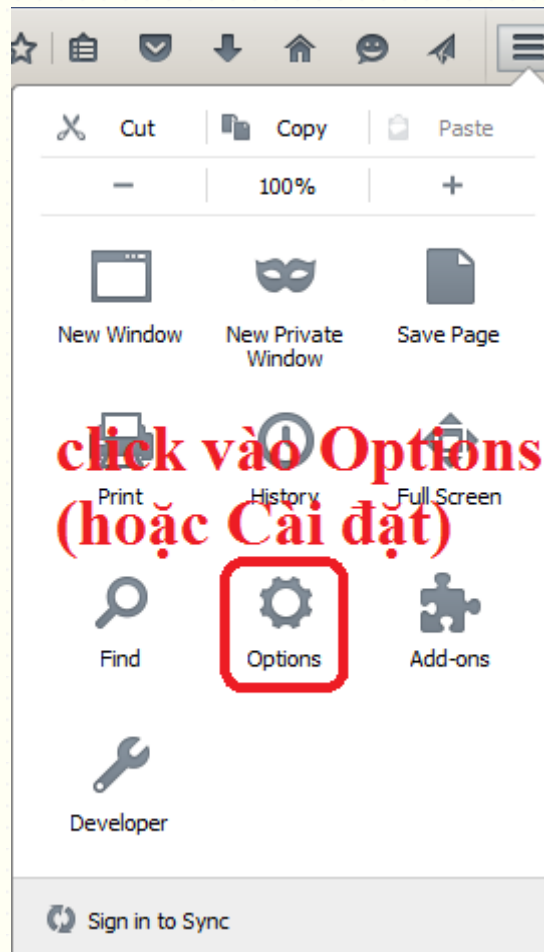 Cut Copy Paste
100%
New Window New Private Window Save Page
click vào Options
Print History Full Screen
(hoặc Cài đặt)
Find Options Add-ons
Developer
Sign in to Sync